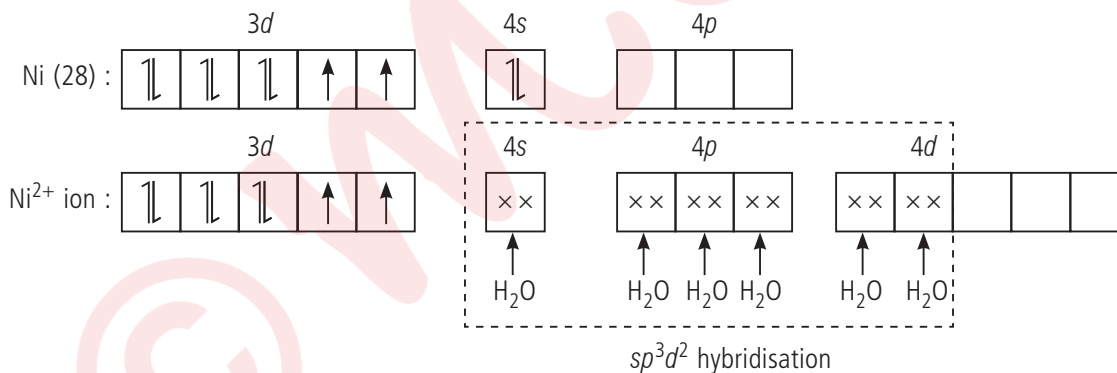 3d 4s 4p
Ni (28) :
3d 4s 4p 4d
Ni²⁺ ion : ×× ×× ×× ×× ×× ××
H₂O H₂O H₂O H₂O H₂O H₂O
sp³d² hybridisation